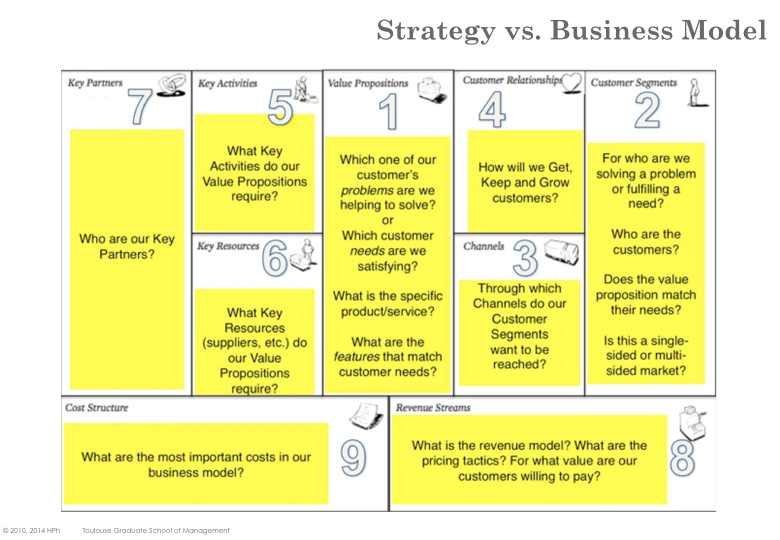 Strategy vs. Business Model
Key Partners
7
Who are our Key
Partners?
Key Activities
5
What Key
Activities do our
Value Propositions
require?
Key Resources
6
What Key
Resources
(suppliers, etc.) do
our Value
Propositions
require?
Value Propositions
1
Which one of our
customer's
problems are we
helping to solve?
or
Which customer
needs are we
satisfying?
What is the specific
product/service?
What are the
features that match
customer needs?
Customer Relationships
4
How will we Get,
Keep and Grow
customers?
Channels
3
Through which
Channels do our
Customer
Segments
want to be
reached?
Customer Segments
2
For who are we
solving a problem
or fulfilling a
need?
Who are the
customers?
Does the value
proposition match
their needs?
Is this a single-
sided or multi-
sided market?
Cost Structure
9
What are the most important costs in our
business model?
Revenue Streams
8
What is the revenue model? What are the
pricing tactics? For what value are our
customers willing to pay?
© 2010, 2014 HPh Toulouse Graduate School of Management